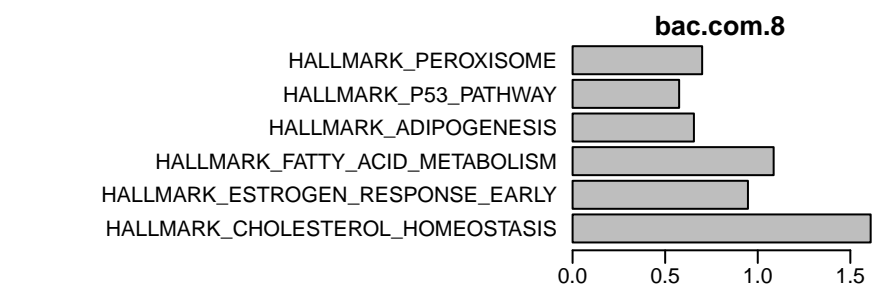 bac.com.8
HALLMARK_PEROXISOME
HALLMARK_P53_PATHWAY
HALLMARK_ADIPOGENESIS
HALLMARK_FATTY_ACID_METABOLISM
HALLMARK_ESTROGEN_RESPONSE_EARLY
HALLMARK_CHOLESTEROL_HOMEOSTASIS
0.0 0.5 1.0 1.5